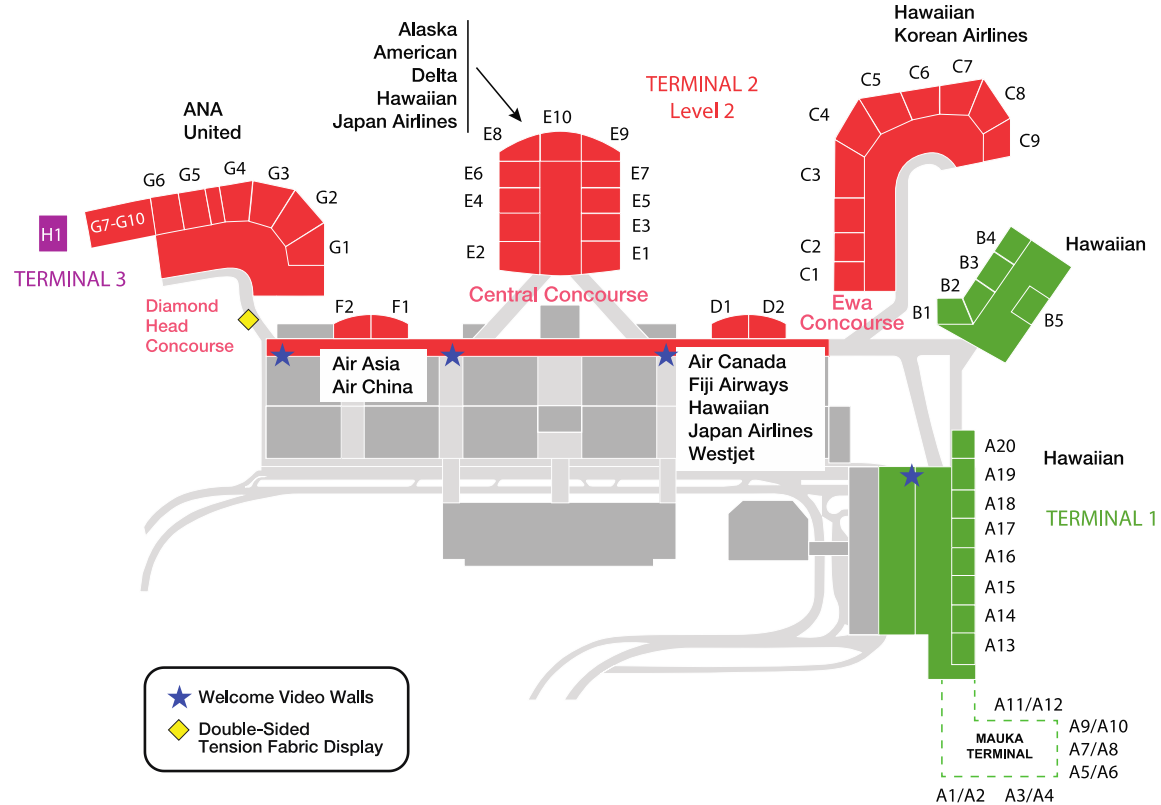 Alaska
American
Delta
Hawaiian
Japan Airlines
TERMINAL 2
Level 2
Hawaiian
Korean Airlines
ANA
United
E8
E10
E9
E6
E7
E4
E5
E3
E2
E1
C4
C5
C6
C7
C8
C9
C3
C2
C1
G6
G5
G4
G3
G2
G1
G7-G10
H1
TERMINAL 3
Diamond
Head
Concourse
Central Concourse
Ewa
Concourse
F2
F1
D1
D2
B4
B3
B2
B1
B5
Hawaiian
Air Asia
Air China
Air Canada
Fiji Airways
Hawaiian
Japan Airlines
Westjet
A20
A19
A18
A17
A16
A15
A14
A13
Hawaiian
TERMINAL 1
Welcome Video Walls
Double-Sided
Tension Fabric Display
A11/A12
A9/A10
A7/A8
A5/A6
MAUKA
TERMINAL
A1/A2
A3/A4